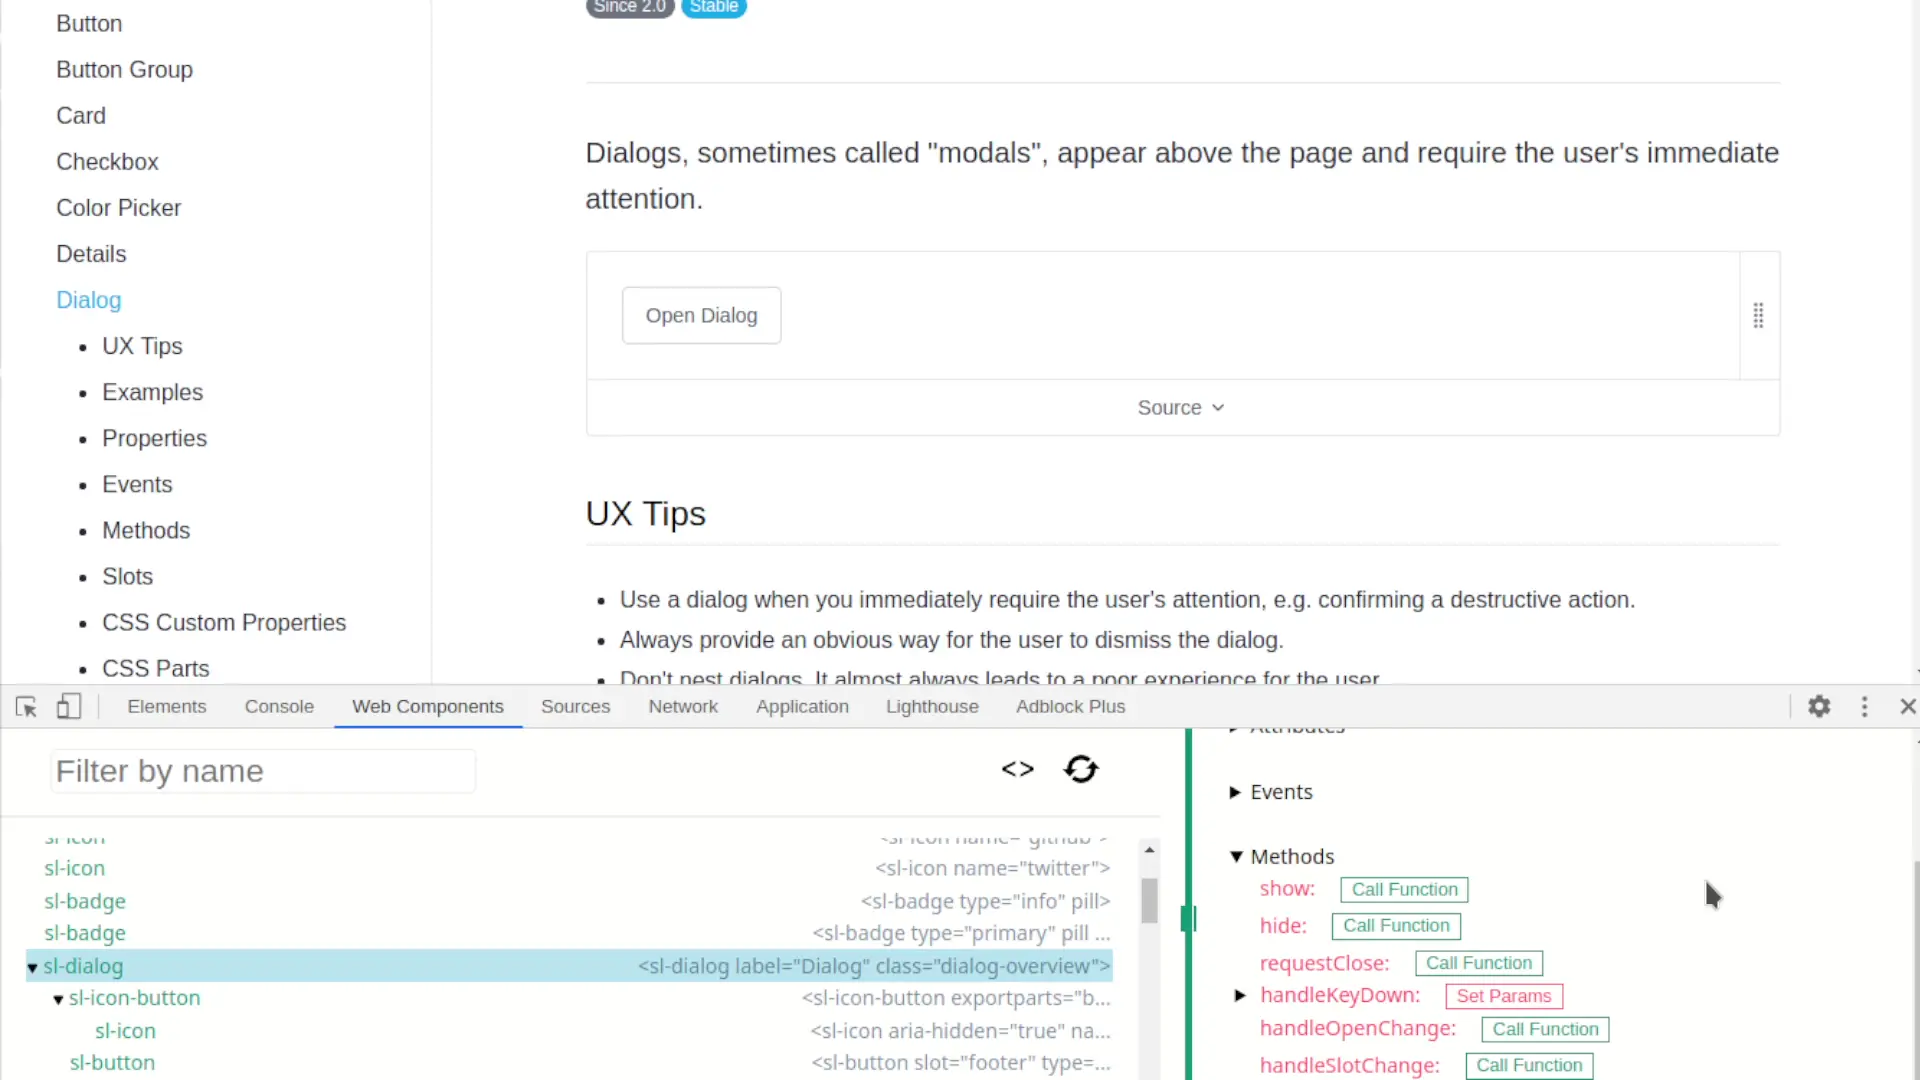 Since 2.0 Stable
Button
Button Group
Card
Checkbox
Color Picker
Details
Dialog
• UX Tips
• Examples
• Properties
• Events
• Methods
• Slots
• CSS Custom Properties
• CSS Parts
Dialogs, sometimes called "modals", appear above the page and require the user's immediate
attention.
Open Dialog
Source
UX Tips
• Use a dialog when you immediately require the user's attention, e.g. confirming a destructive action.
• Always provide an obvious way for the user to dismiss the dialog.
• Don't nest dialogs. It almost always leads to a poor experience for the user.
Elements Console Web Components Sources Network Application Lighthouse Adblock Plus
Filter by name
<>
sl-icon <sl-icon name="github">
sl-icon <sl-icon name="twitter">
sl-badge <sl-badge type="info" pill>
sl-badge <sl-badge type="primary" pill ...
sl-dialog <sl-dialog label="Dialog" class="dialog-overview">
sl-icon-button <sl-icon-button exportparts="b...
sl-icon <sl-icon aria-hidden="true" na...
sl-button <sl-button slot="footer" type=...
Attributes
Events
Methods
show: Call Function
hide: Call Function
requestClose: Call Function
handleKeyDown: Set Params
handleOpenChange: Call Function
handleSlotChange: Call Function